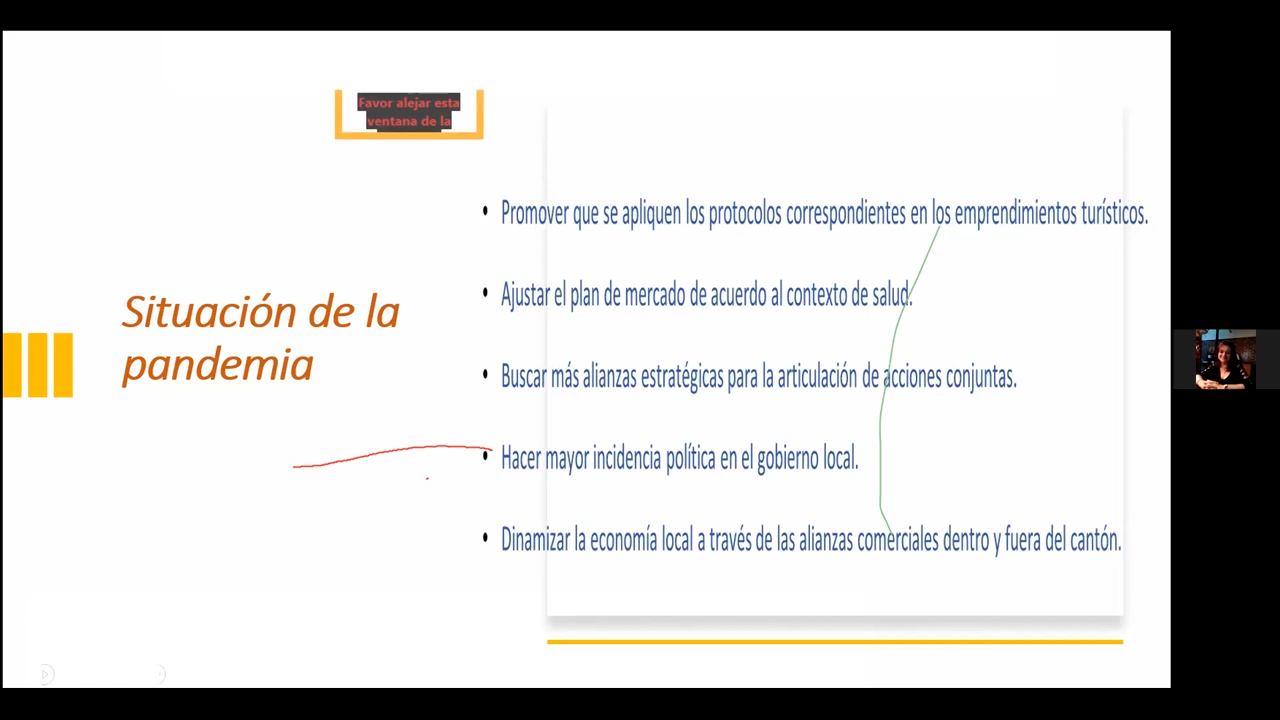 Favor alejar esta
ventana de la
Situación de la
pandemia
• Promover que se apliquen los protocolos correspondientes en los emprendimientos turísticos.
• Ajustar el plan de mercado de acuerdo al contexto de salud.
• Buscar más alianzas estratégicas para la articulación de acciones conjuntas.
• Hacer mayor incidencia política en el gobierno local.
• Dinamizar la economía local a través de las alianzas comerciales dentro y fuera del cantón.